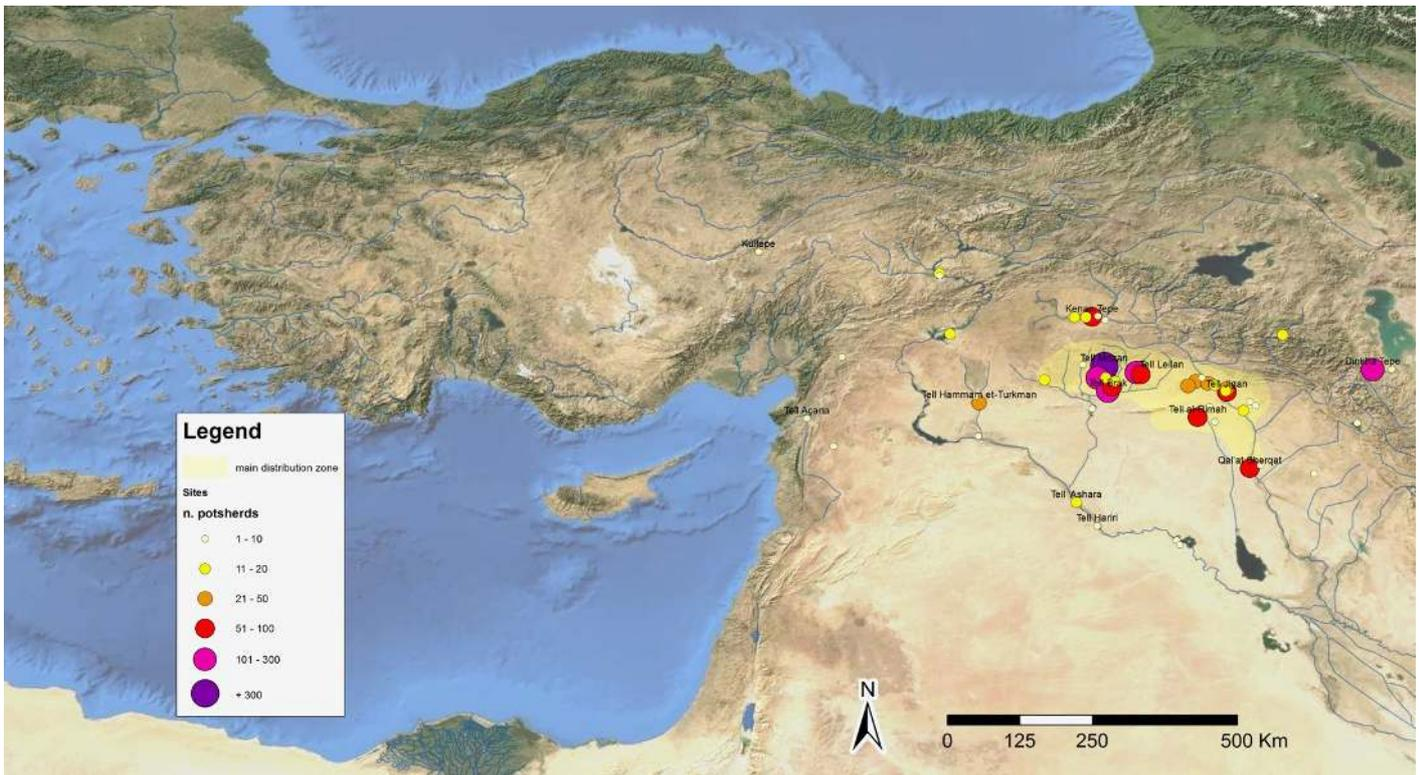 Kültepe
Kenan Tepe
Dinkha Tepe
Tell Leilan
Tell Hammam et-Turkman
Tell Açana
Tell al-Rimah
Qal'at Sherqat
Tell 'Ashara
Tell Hariri
Legend
main distribution zone
Sites
n. potsherds
1 - 10
11 - 20
21 - 50
51 - 100
101 - 300
+ 300
N
0 125 250 500 Km